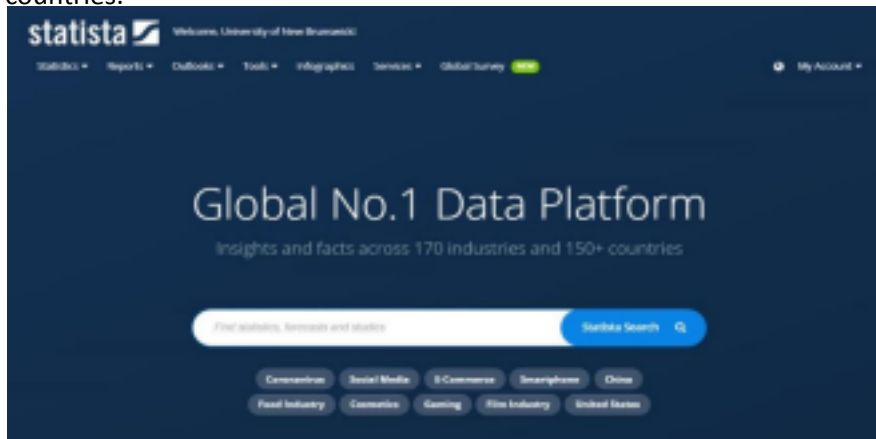 countries.
statista
Welcome, University of New Brunswick!
Statistics Reports Outlooks Tools Infographics Services Global Survey NEW My Account
Global No.1 Data Platform
Insights and facts across 170 industries and 150+ countries
Find statistics, forecasts and studies Statista Search
Coronavirus Social Media E-Commerce Smartphone China
Food Industry Cosmetics Gaming Film Industry United States